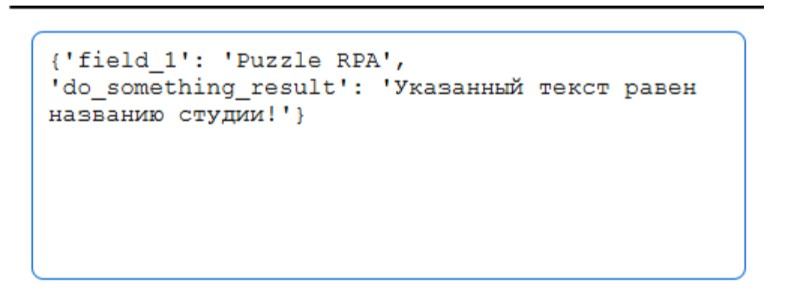 {'field_1': 'Puzzle RPA',
'do_something_result': 'Указанный текст равен
названию студии!'}